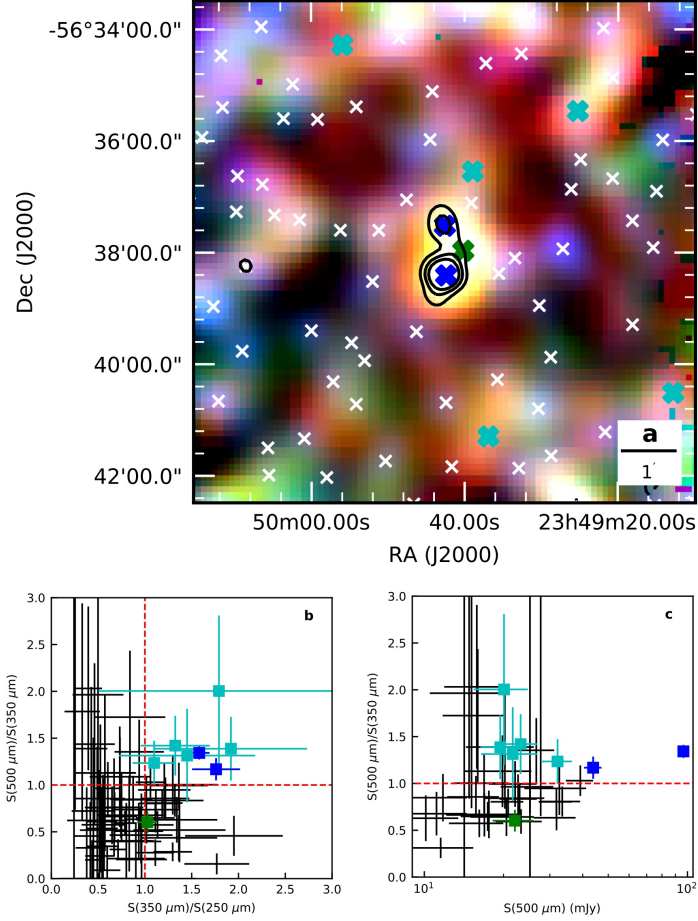 -56°34'00.0"
36'00.0"
38'00.0"
40'00.0"
42'00.0"
Dec (J2000)
a
1′
50m00.00s 40.00s 23h49m20.00s
RA (J2000)
b
3.0
2.5
2.0
1.5
1.0
0.5
0.0
S(500 μm)/S(350 μm)
0.0 0.5 1.0 1.5 2.0 2.5 3.0
S(350 μm)/S(250 μm)
c
3.0
2.5
2.0
1.5
1.0
0.5
0.0
S(500 μm)/S(350 μm)
10¹ 10²
S(500 μm) (mJy)